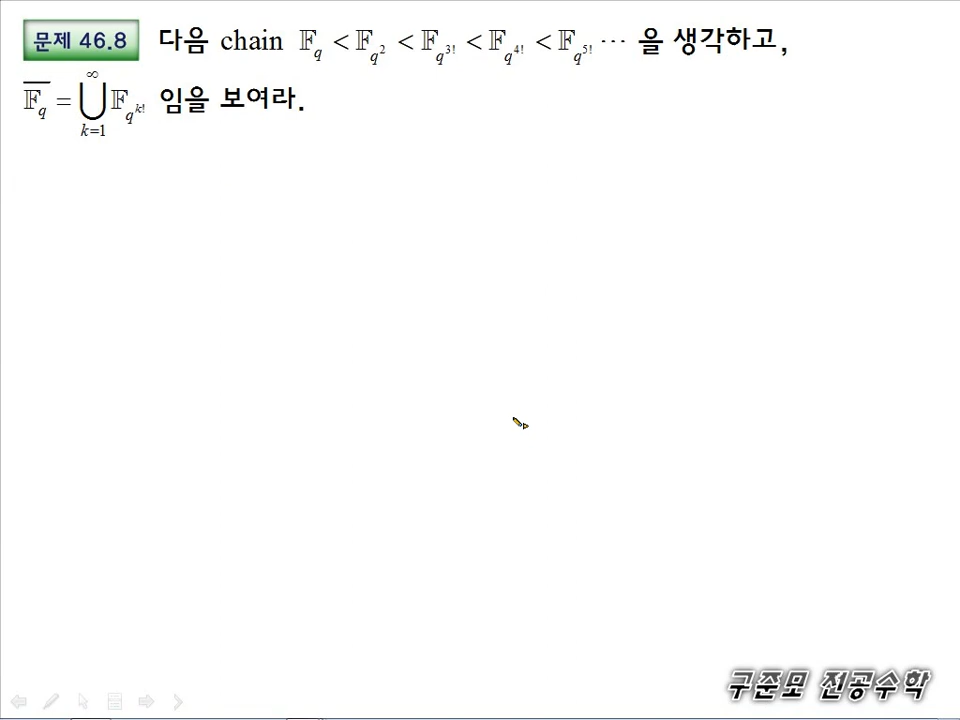 문제 46.8 다음 chain 𝔽_q < 𝔽_{q^2} < 𝔽_{q^{3!}} < 𝔽_{q^{4!}} < 𝔽_{q^{5!}} ⋯ 을 생각하고,
\overline{𝔽_q} = ⋃_{k=1}^{∞} 𝔽_{q^{k!}} 임을 보여라.
구준모 전공수학